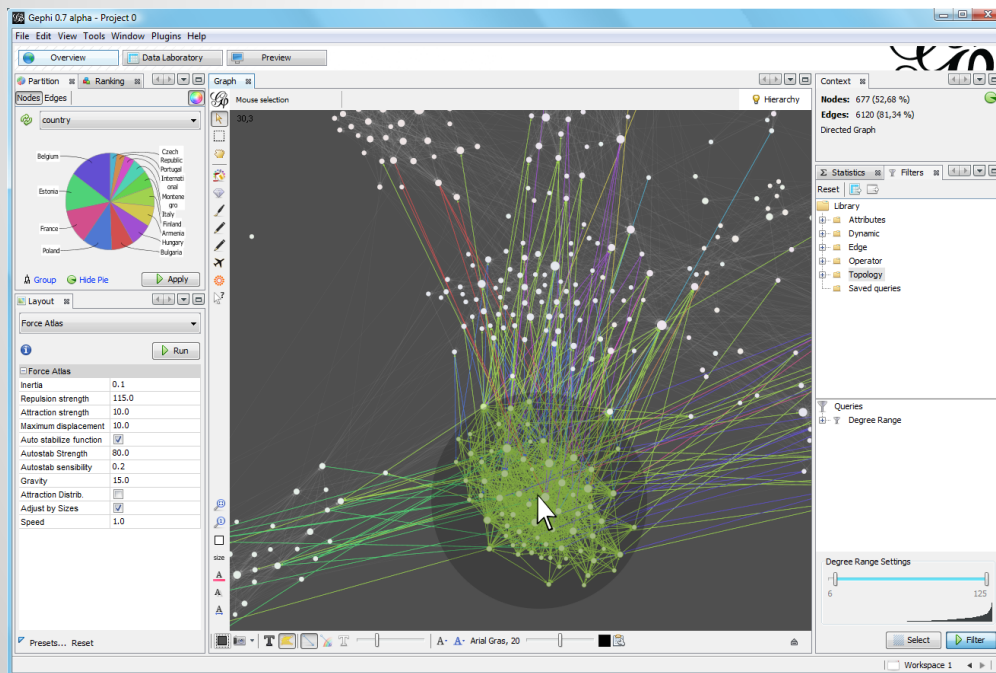 Gephi 0.7 alpha - Project 0
File Edit View Tools Window Plugins Help
Overview
Data Laboratory
Preview
Partition
Ranking
Nodes Edges
country
Belgium
Estonia
France
Poland
Czech
Republic
Portugal
Internati
onal
Montene
gro
Italy
Finland
Armenia
Hungary
Bulgaria
Group
Hide Pie
Apply
Layout
Force Atlas
Run
Force Atlas
Inertia 0.1
Repulsion strength 115.0
Attraction strength 10.0
Maximum displacement 10.0
Auto stabilize function
Autostab Strength 80.0
Autostab sensibility 0.2
Gravity 15.0
Attraction Distrib.
Adjust by Sizes
Speed 1.0
Presets... Reset
Graph
Mouse selection
Hierarchy
30,3
size
A
A
A
T
T
A- A- Arial Gras, 20
Context
Nodes: 677 (52,68 %)
Edges: 6120 (81,34 %)
Directed Graph
Σ Statistics
Filters
Reset
Library
Attributes
Dynamic
Edge
Operator
Topology
Saved queries
Queries
Degree Range
Degree Range Settings
6 125
Select
Filter
Workspace 1